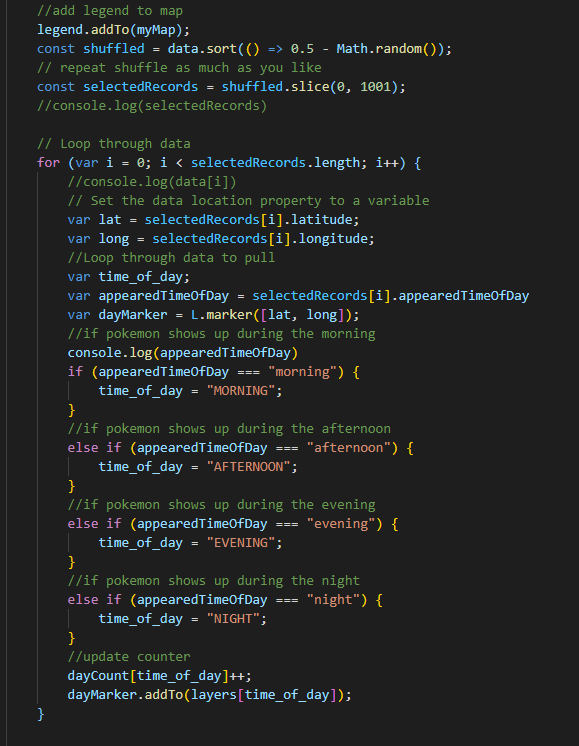 //add legend to map
legend.addTo(myMap);
const shuffled = data.sort(() => 0.5 - Math.random());
// repeat shuffle as much as you like
const selectedRecords = shuffled.slice(0, 1001);
//console.log(selectedRecords)
// Loop through data
for (var i = 0; i < selectedRecords.length; i++) {
//console.log(data[i])
// Set the data location property to a variable
var lat = selectedRecords[i].latitude;
var long = selectedRecords[i].longitude;
//Loop through data to pull
var time_of_day;
var appearedTimeOfDay = selectedRecords[i].appearedTimeOfDay
var dayMarker = L.marker([lat, long]);
//if pokemon shows up during the morning
console.log(appearedTimeOfDay)
if (appearedTimeOfDay === "morning") {
time_of_day = "MORNING";
}
//if pokemon shows up during the afternoon
else if (appearedTimeOfDay === "afternoon") {
time_of_day = "AFTERNOON";
}
//if pokemon shows up during the evening
else if (appearedTimeOfDay === "evening") {
time_of_day = "EVENING";
}
//if pokemon shows up during the night
else if (appearedTimeOfDay === "night") {
time_of_day = "NIGHT";
}
//update counter
dayCount[time_of_day]++;
dayMarker.addTo(layers[time_of_day]);
}